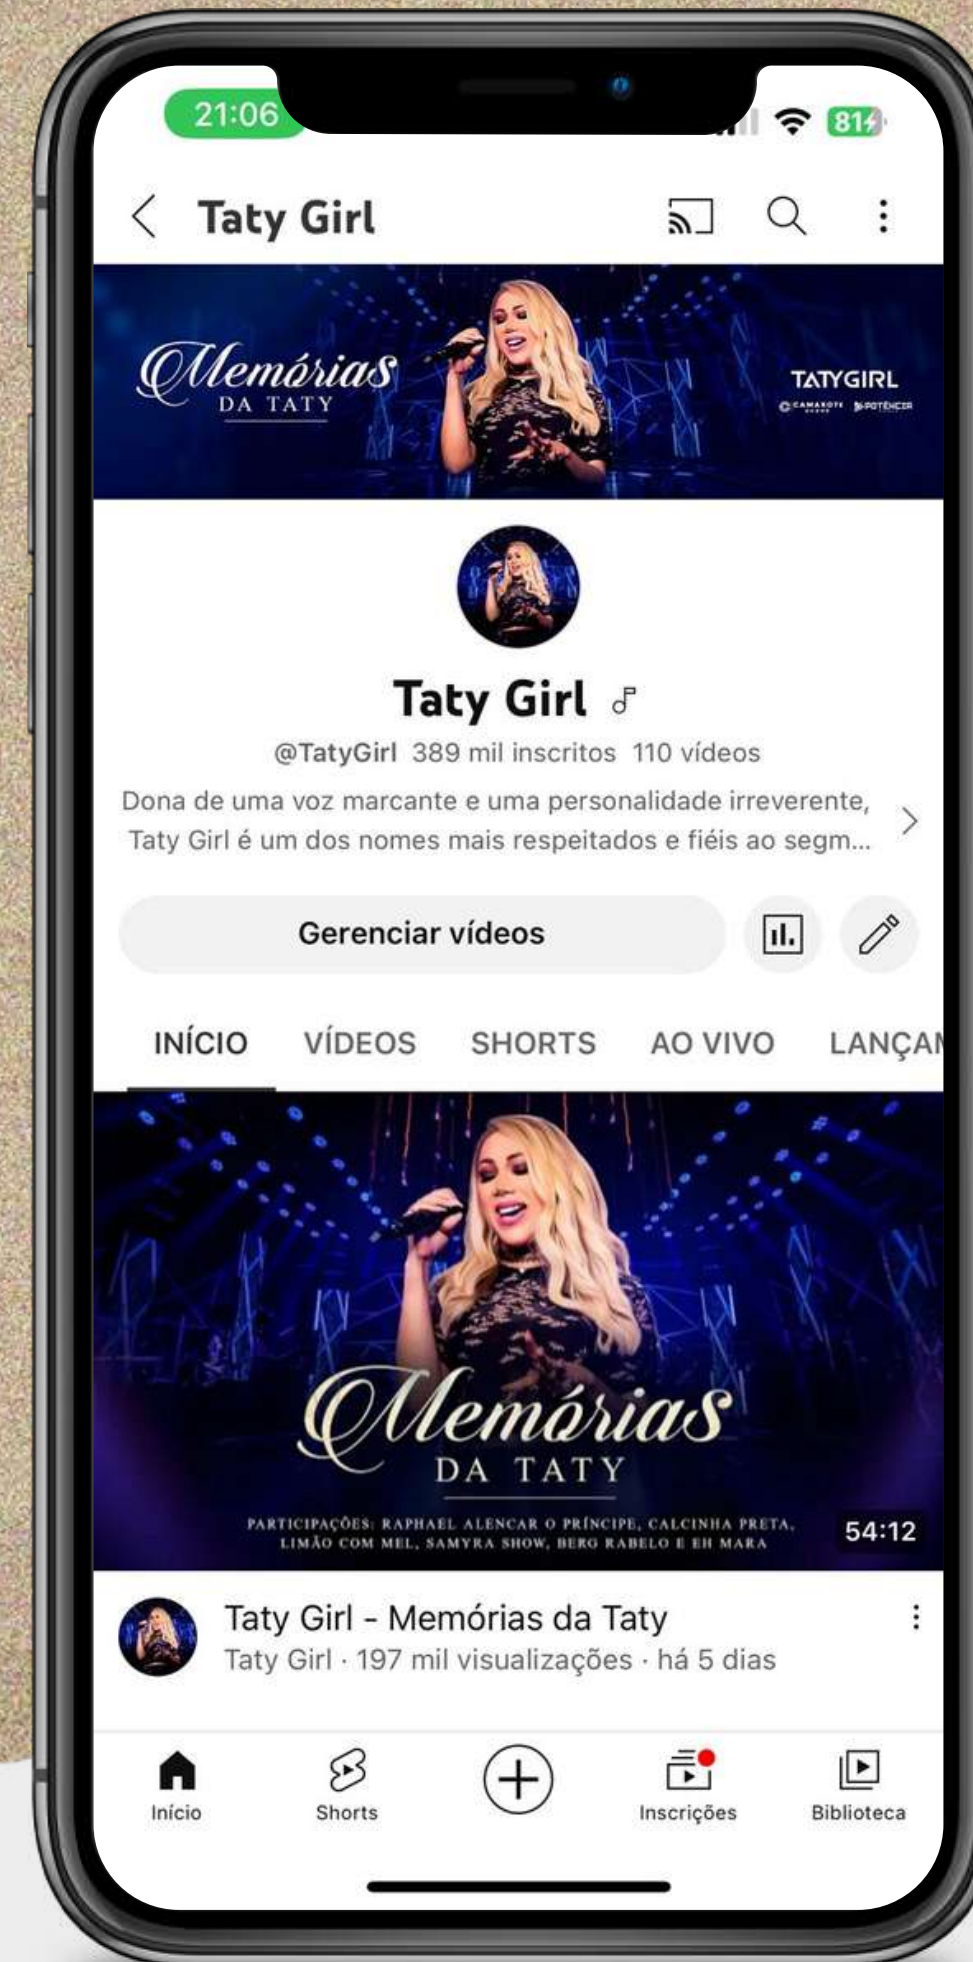 21:06
81
Taty Girl
Memórias
DA TATY
TATYGIRL
CAMAROTE
Taty Girl
@TatyGirl 389 mil inscritos 110 vídeos
Dona de uma voz marcante e uma personalidade irreverente,
Taty Girl é um dos nomes mais respeitados e fiéis ao segm...
Gerenciar vídeos
INÍCIO VÍDEOS SHORTS AO VIVO LANÇAM
Memórias
DA TATY
PARTICIPAÇÕES: RAPHAEL ALENCAR O PRÍNCIPE, CALCINHA PRETA,
LIMÃO COM MEL, SAMYRA SHOW, BERG RABELO E EH MARA
54:12
Taty Girl - Memórias da Taty
Taty Girl · 197 mil visualizações · há 5 dias
Início Shorts Inscrições Biblioteca